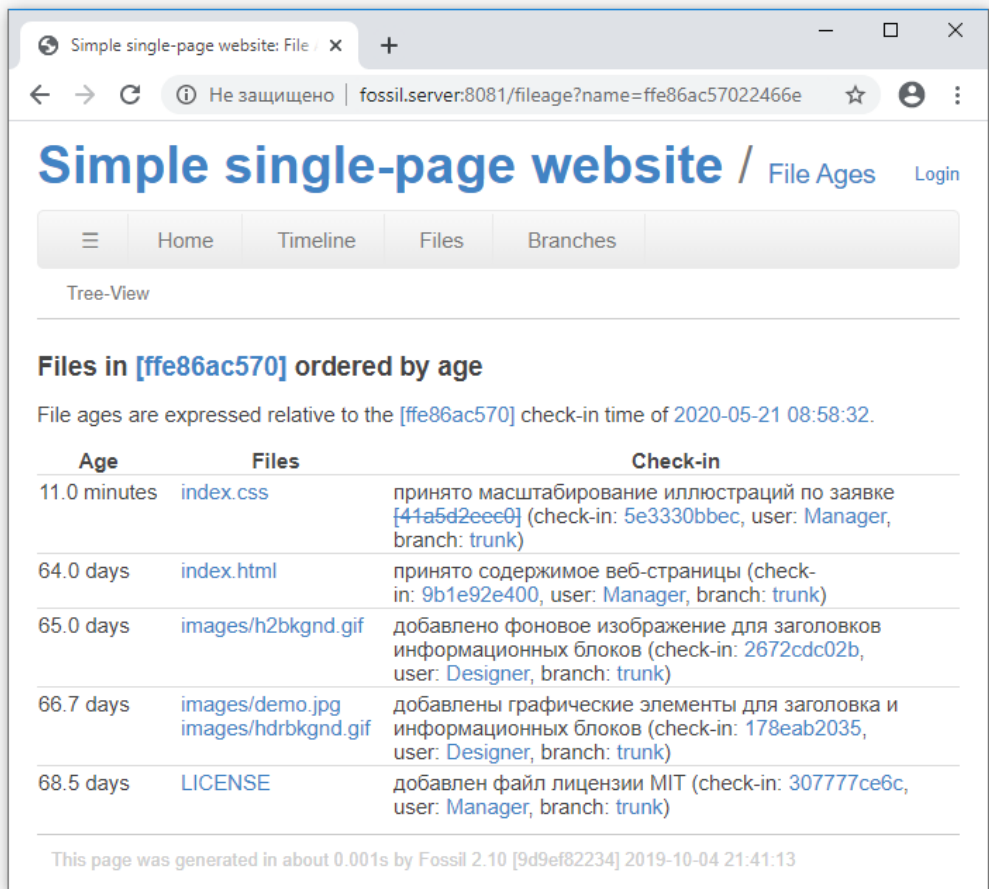 Simple single-page website: File A
Не защищено | fossil.server:8081/fileage?name=ffe86ac57022466e
Simple single-page website / File Ages Login
☰ Home Timeline Files Branches
Tree-View
Files in [ffe86ac570] ordered by age
File ages are expressed relative to the [ffe86ac570] check-in time of 2020-05-21 08:58:32.
Age Files Check-in
11.0 minutes index.css принято масштабирование иллюстраций по заявке
[41a5d2eec0] (check-in: 5e3330bbec, user: Manager,
branch: trunk)
64.0 days index.html принято содержимое веб-страницы (check-
in: 9b1e92e400, user: Manager, branch: trunk)
65.0 days images/h2bkgnd.gif добавлено фоновое изображение для заголовков
информационных блоков (check-in: 2672cdc02b,
user: Designer, branch: trunk)
66.7 days images/demo.jpg добавлены графические элементы для заголовка и
images/hdrbkgnd.gif информационных блоков (check-in: 178eab2035,
user: Designer, branch: trunk)
68.5 days LICENSE добавлен файл лицензии MIT (check-in: 307777ce6c,
user: Manager, branch: trunk)
This page was generated in about 0.001s by Fossil 2.10 [9d9ef82234] 2019-10-04 21:41:13